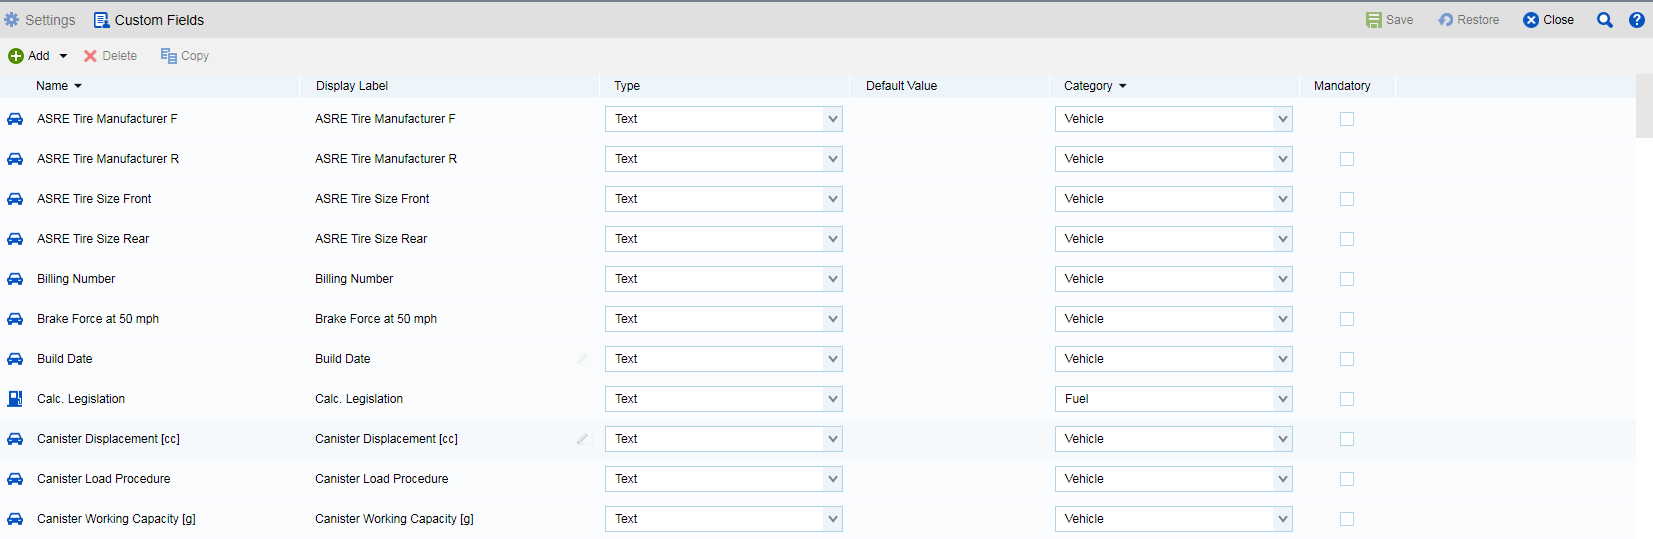 Settings Custom Fields Save Restore Close
Add Delete Copy
Name Display Label Type Default Value Category Mandatory
ASRE Tire Manufacturer F ASRE Tire Manufacturer F Text Vehicle
ASRE Tire Manufacturer R ASRE Tire Manufacturer R Text Vehicle
ASRE Tire Size Front ASRE Tire Size Front Text Vehicle
ASRE Tire Size Rear ASRE Tire Size Rear Text Vehicle
Billing Number Billing Number Text Vehicle
Brake Force at 50 mph Brake Force at 50 mph Text Vehicle
Build Date Build Date Text Vehicle
Calc. Legislation Calc. Legislation Text Fuel
Canister Displacement [cc] Canister Displacement [cc] Text Vehicle
Canister Load Procedure Canister Load Procedure Text Vehicle
Canister Working Capacity [g] Canister Working Capacity [g] Text Vehicle